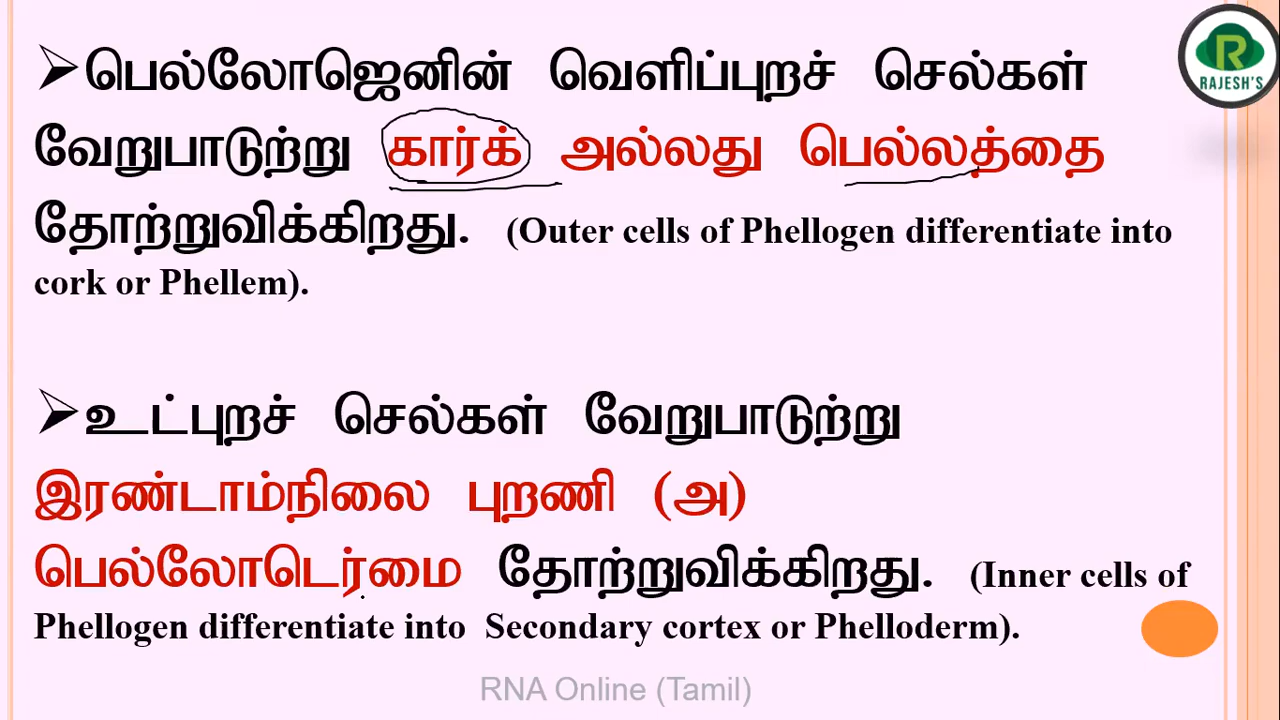 பெல்லோஜெனின் வெளிப்புறச் செல்கள்
வேறுபாடுற்று கார்க் அல்லது பெல்லத்தை
தோற்றுவிக்கிறது. (Outer cells of Phellogen differentiate into
cork or Phellem).
உட்புறச் செல்கள் வேறுபாடுற்று
இரண்டாம்நிலை புறணி (அ)
பெல்லோடெர்மை தோற்றுவிக்கிறது. (Inner cells of
Phellogen differentiate into Secondary cortex or Phelloderm).
R
RAJESH'S
RNA Online (Tamil)